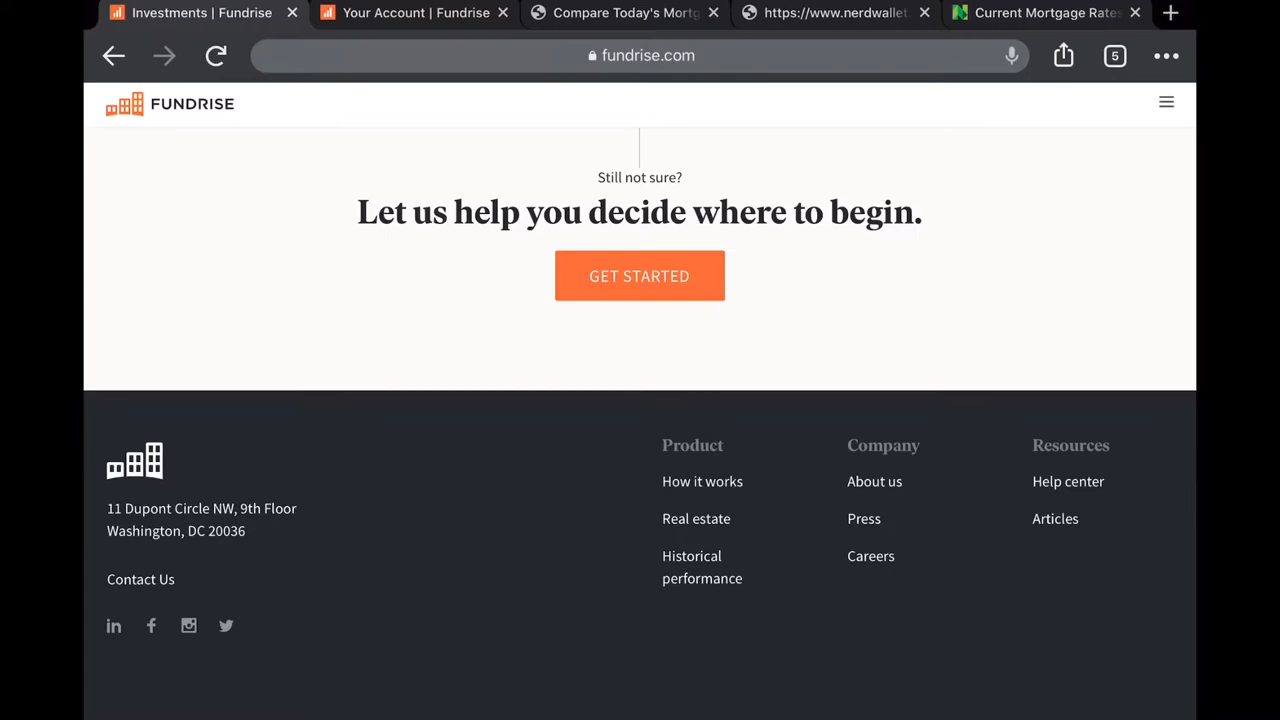 Investments | Fundrise
Your Account | Fundrise
Compare Today's Mortg
https://www.nerdwallet.
Current Mortgage Rates
fundrise.com
5
FUNDRISE
Still not sure?
Let us help you decide where to begin.
GET STARTED
11 Dupont Circle NW, 9th Floor
Washington, DC 20036
Contact Us
Product
How it works
Real estate
Historical
performance
Company
About us
Press
Careers
Resources
Help center
Articles